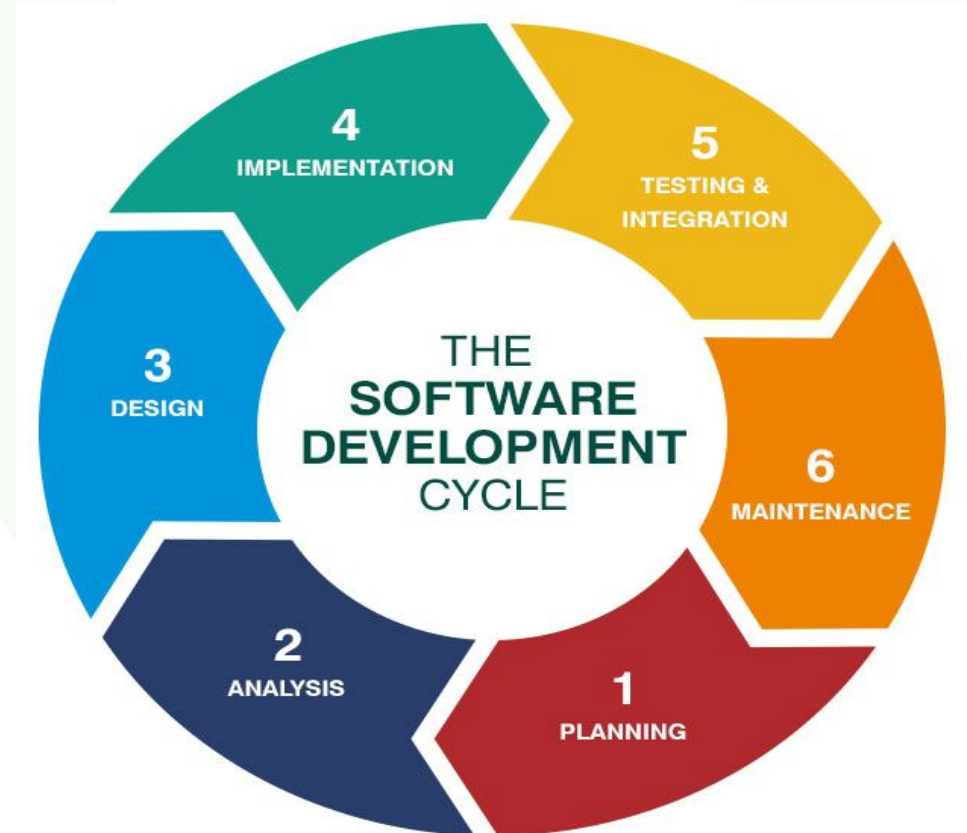 THE
SOFTWARE
DEVELOPMENT
CYCLE
1
PLANNING
2
ANALYSIS
3
DESIGN
4
IMPLEMENTATION
5
TESTING &
INTEGRATION
6
MAINTENANCE